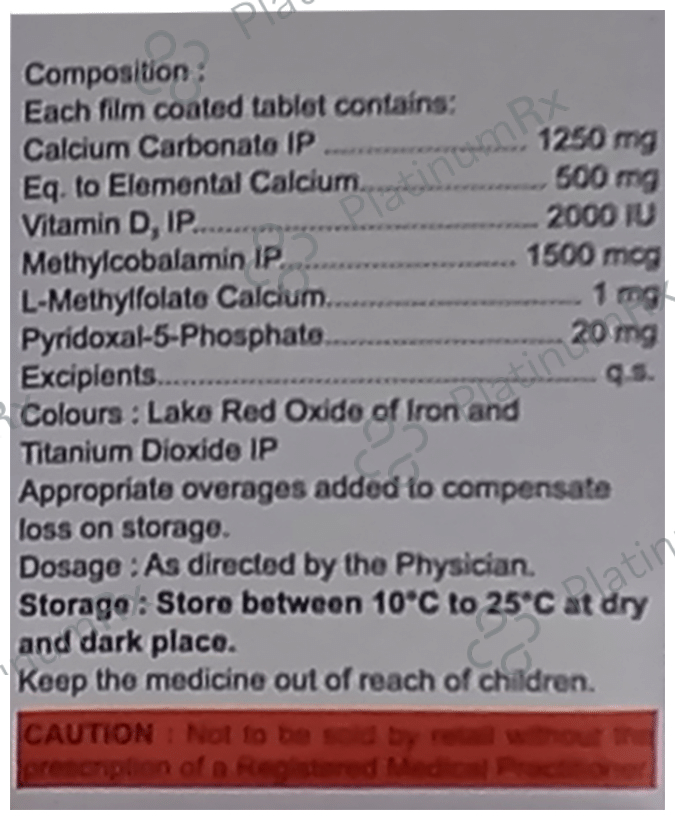 Composition :
Each film coated tablet contains:
Calcium Carbonate IP ........................ 1250 mg
Eq. to Elemental Calcium........................ 500 mg
Vitamin D₃ IP........................ 2000 IU
Methylcobalamin IP........................ 1500 mcg
L-Methylfolate Calcium........................ 1 mg
Pyridoxal-5-Phosphate........................ 20 mg
Excipients........................ q.s.
Colours : Lake Red Oxide of Iron and
Titanium Dioxide IP
Appropriate overages added to compensate
loss on storage.
Dosage : As directed by the Physician.
Storage : Store between 10°C to 25°C at dry
and dark place.
Keep the medicine out of reach of children.
CAUTION : Not to be sold by retail without the
prescription of a Registered Medical Practitioner
PlatinumRx